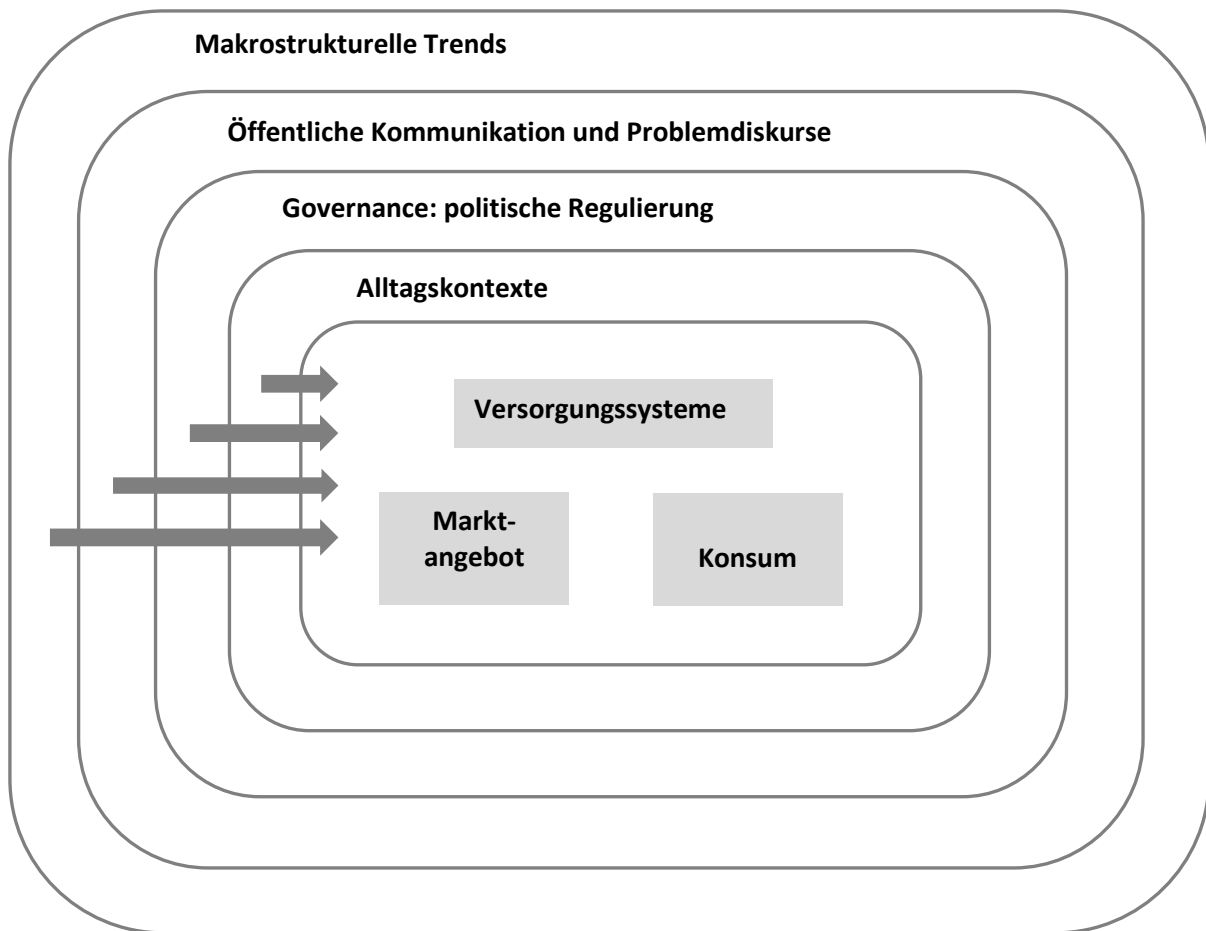 Makrostrukturelle Trends
Öffentliche Kommunikation und Problemdiskurse
Governance: politische Regulierung
Alltagskontexte
Versorgungssysteme
Markt-
angebot
Konsum